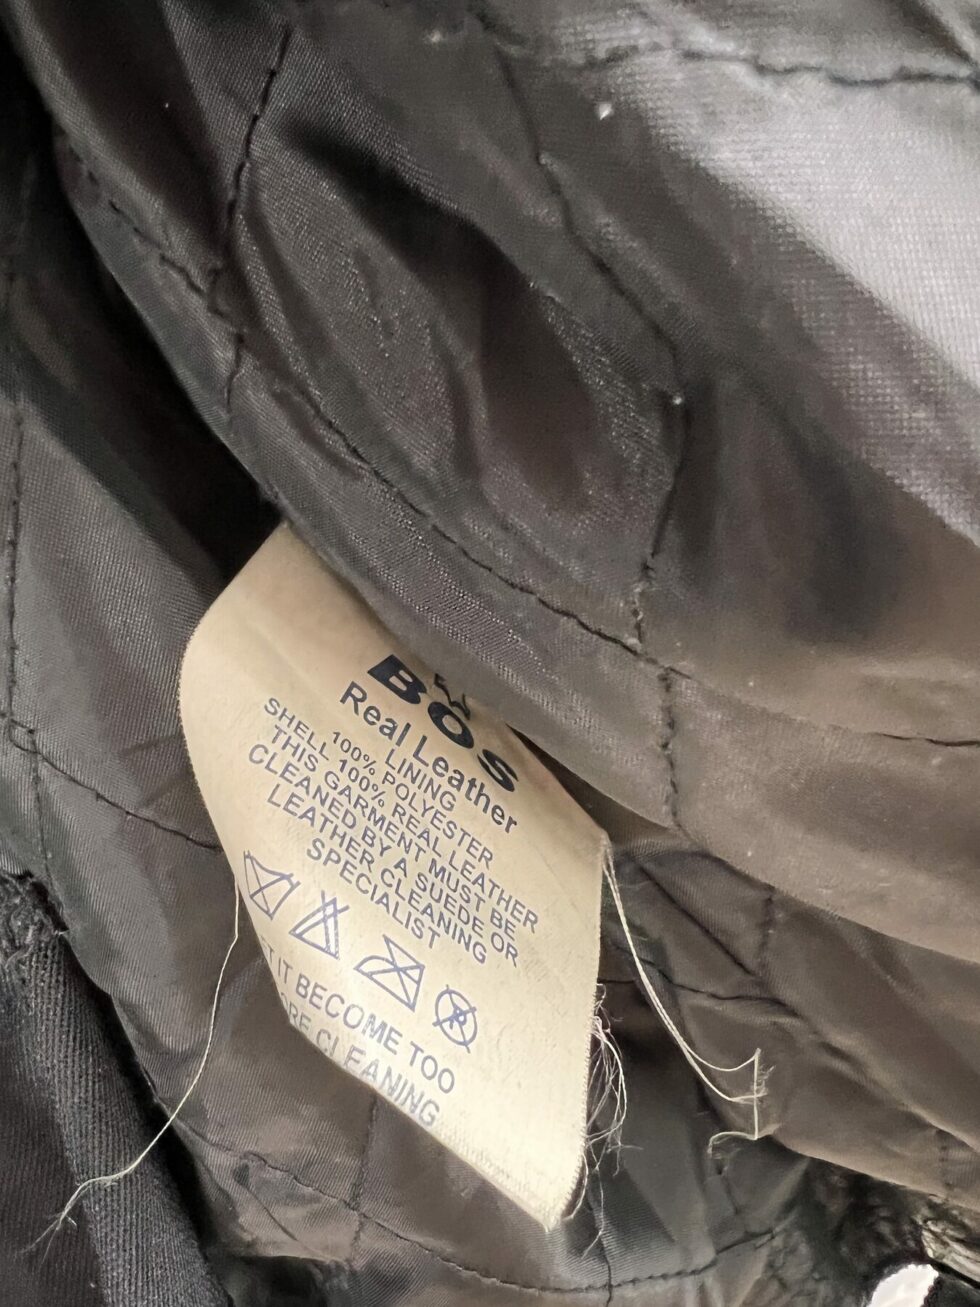 BOS
Real Leather
LINING
100% POLYESTER
SHELL 100% REAL LEATHER
THIS GARMENT MUST BE
CLEANED BY A SUEDE OR
LEATHER CLEANING
SPECIALIST
IT BECOME TOO
CLEANING